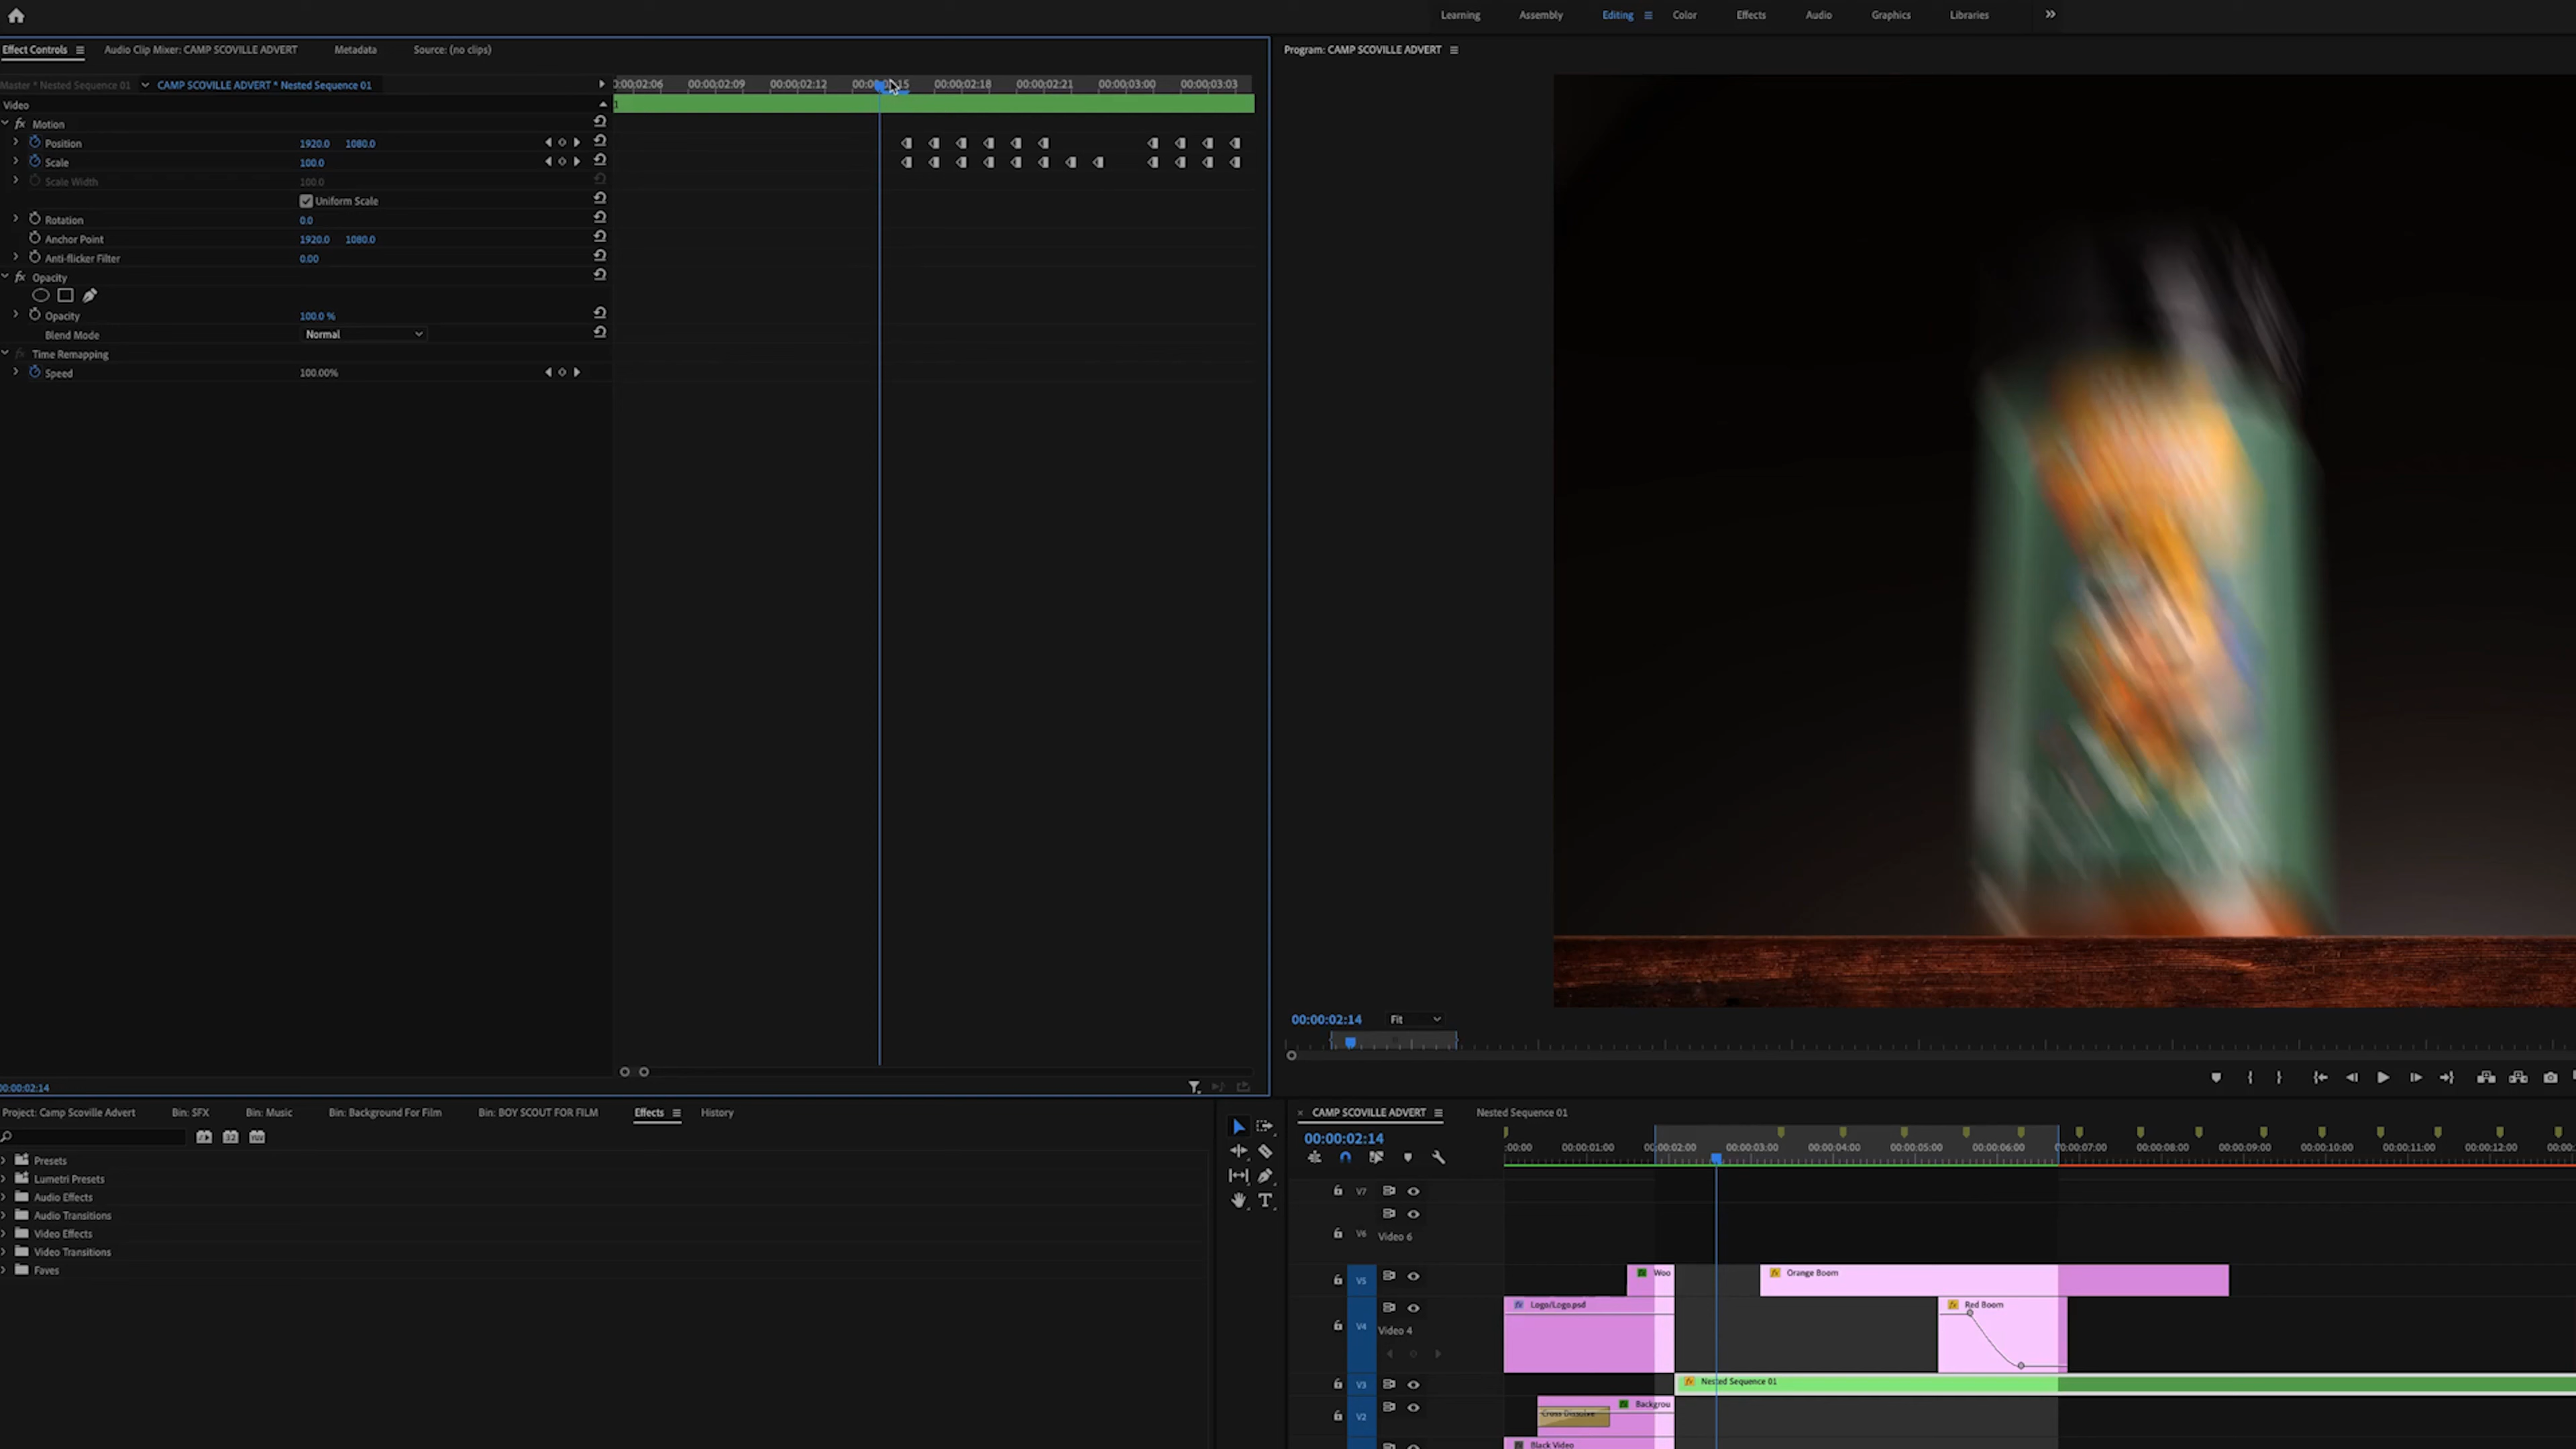 Learning Assembly Editing Color Effects Audio Graphics Libraries
Effect Controls Audio Clip Mixer: CAMP SCOVILLE ADVERT Metadata Source: (no clips)
Program: CAMP SCOVILLE ADVERT
Master * Nested Sequence 01 CAMP SCOVILLE ADVERT * Nested Sequence 01
0:00:00:02:06 00:00:02:09 00:00:02:12 00:00:02:15 00:00:02:18 00:00:02:21 00:00:03:00 00:00:03:03
Video
fx Motion
Position 1920.0 1080.0
Scale 100.0
Scale Width 100.0
Uniform Scale
Rotation 0.0
Anchor Point 1920.0 1080.0
Anti-flicker Filter 0.00
fx Opacity
Opacity 100.0 %
Blend Mode Normal
Time Remapping
Speed 100.00%
00:00:02:14 Fit
00:00:02:14
Project: Camp Scoville Advert Bin: SFX Bin: Music Bin: Background For Film Bin: BOY SCOUT FOR FILM Effects History
32 YUV
Presets
Lumetri Presets
Audio Effects
Audio Transitions
Video Effects
Video Transitions
Faves
× CAMP SCOVILLE ADVERT Nested Sequence 01
00:00:02:14
:00:00 00:00:01:00 00:00:02:00 00:00:03:00 00:00:04:00 00:00:05:00 00:00:06:00 00:00:07:00 00:00:08:00 00:00:09:00 00:00:10:00 00:00:11:00 00:00:12:00
V7
V6 Video 6
V5 Woo Orange Boom
V4 Video 4 Logo/Logo.psd Red Boom
V3 Nested Sequence 01
V2 Cross Dissolve Backgrou
Black Video